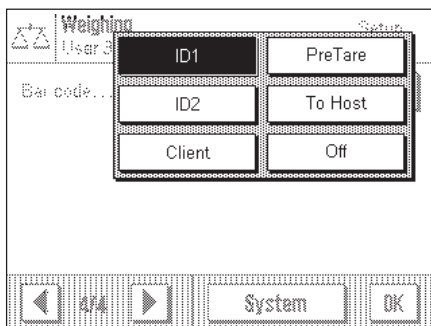 Weighing Setup
User 3
Bar code...
ID1 PreTare
ID2 To Host
Client Off
4/4 System OK